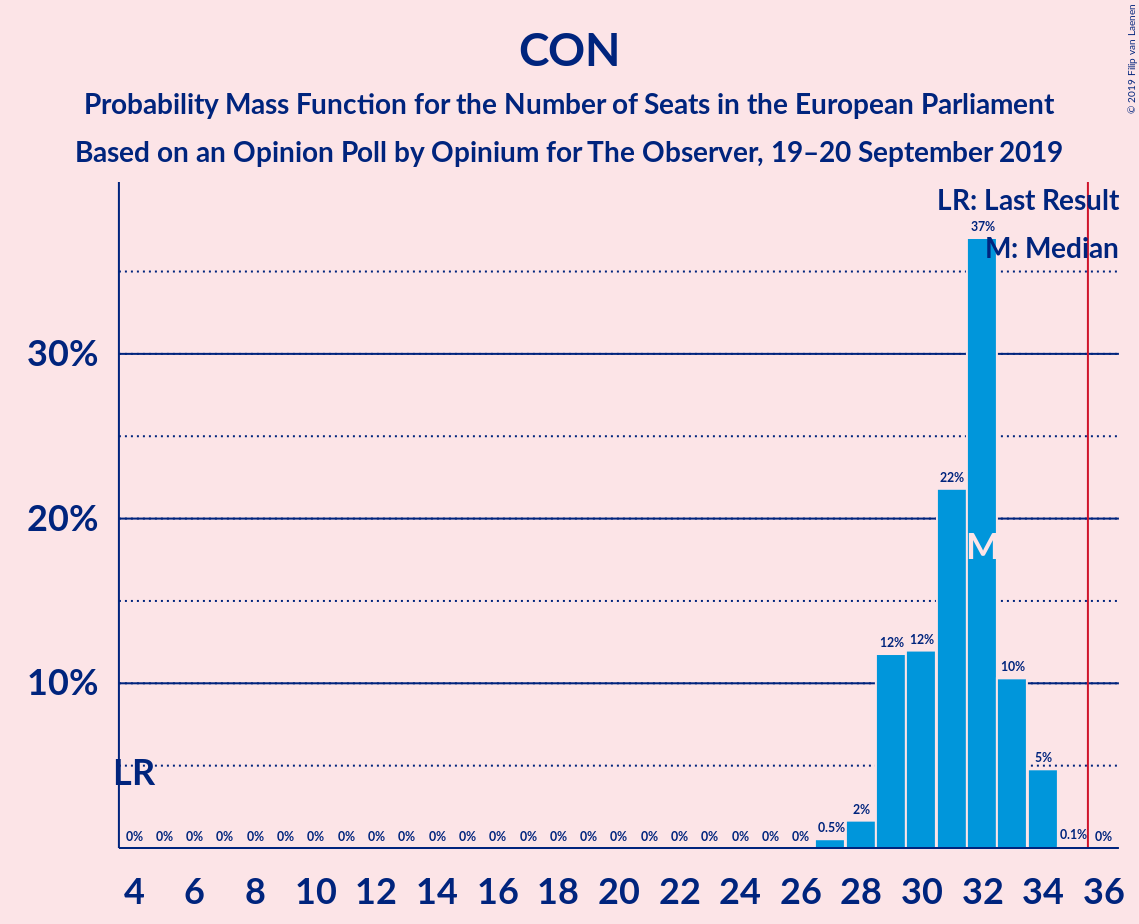 CON
Probability Mass Function for the Number of Seats in the European Parliament
Based on an Opinion Poll by Opinium for The Observer, 19–20 September 2019
© 2019 Filip van Laenen
LR: Last Result
M: Median
30%
20%
10%
LR
M
0% 0% 0% 0% 0% 0% 0% 0% 0% 0% 0% 0% 0% 0% 0% 0% 0% 0% 0% 0% 0% 0% 0% 0.5% 2% 12% 12% 22% 37% 10% 5% 0.1% 0%
4 6 8 10 12 14 16 18 20 22 24 26 28 30 32 34 36